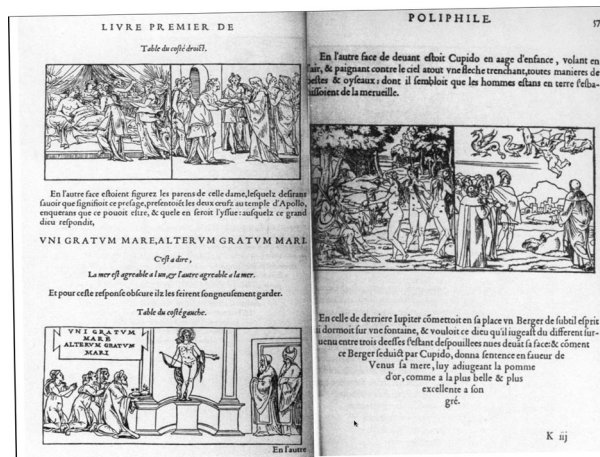 LIVRE PREMIER DE
Table du costé droict.
En l'autre face estoient figurez les parens de celle dame, lesquelz desirans
sauoir que signifioit ce presage, presentoiẽt les deux œufz au temple d'Apollo,
enquerans que ce pouoit estre, & quele en seroit l'yssue: ausquelz ce grand
dieu respondit,
VNI GRATVM MARE, ALTERVM GRATVM MARI.
C'est a dire,
La mer est agreable a l'un, & l'autre agreable a la mer.
Et pour ceste response obscure ilz les feirent songneusement garder.
Table du costé gauche.
VNI GRATVM
MARE
ALTERVM GRATVM
MARI
En l'autre
POLIPHILE. 57
En l'autre face de deuant estoit Cupido en aage d'enfance, volant en
l'air, & paignant contre le ciel atout vne flesche trenchant, toutes manieres de
bestes & oyseaux: dont il sembloit que les hommes estans en terre s'esba-
hissoient de la merueille.
En celle de derriere Iupiter cõmettoit en sa place vn Berger de subtil esprit
dormoit sur vne fontaine, & vouloit ce dieu qu'il iugeast du different sur-
uenu entre trois deesses s'estant despouillees nues deuãt sa face: & cõment
ce Berger seduict par Cupido, donna sentence en faueur de
Venus sa mere, luy adiugeant la pomme
d'or, comme a la plus belle & plus
excellente a son
gré.
K iij